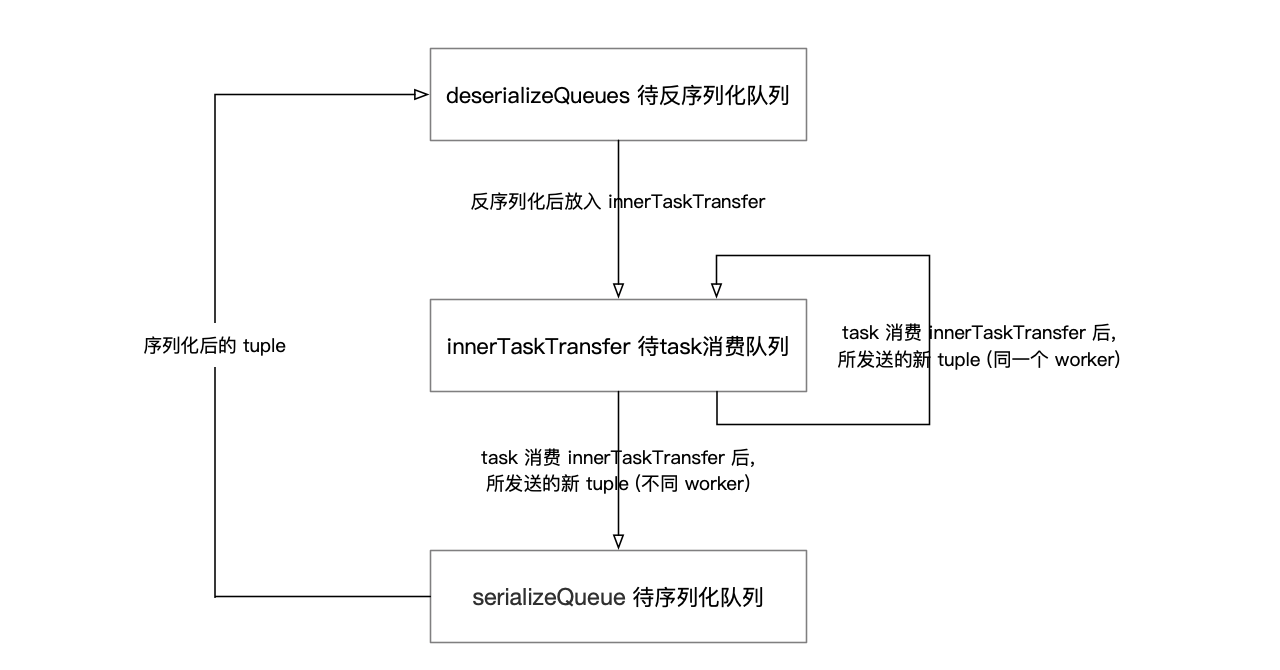 deserializeQueues 待反序列化队列
反序列化后放入 innerTaskTransfer
innerTaskTransfer 待task消费队列
task 消费 innerTaskTransfer 后,
所发送的新 tuple (同一个 worker)
序列化后的 tuple
task 消费 innerTaskTransfer 后,
所发送的新 tuple (不同 worker)
serializeQueue 待序列化队列